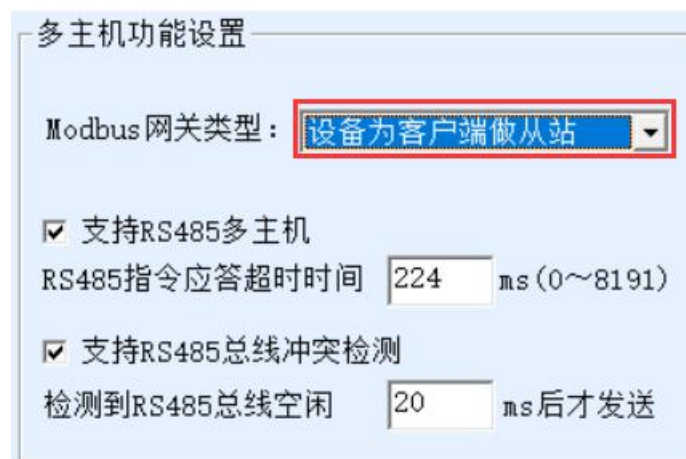 多主机功能设置
Modbus网关类型： 设备为客户端做从站
支持RS485多主机
RS485指令应答超时时间 224 ms(0～8191)
支持RS485总线冲突检测
检测到RS485总线空闲 20 ms后才发送